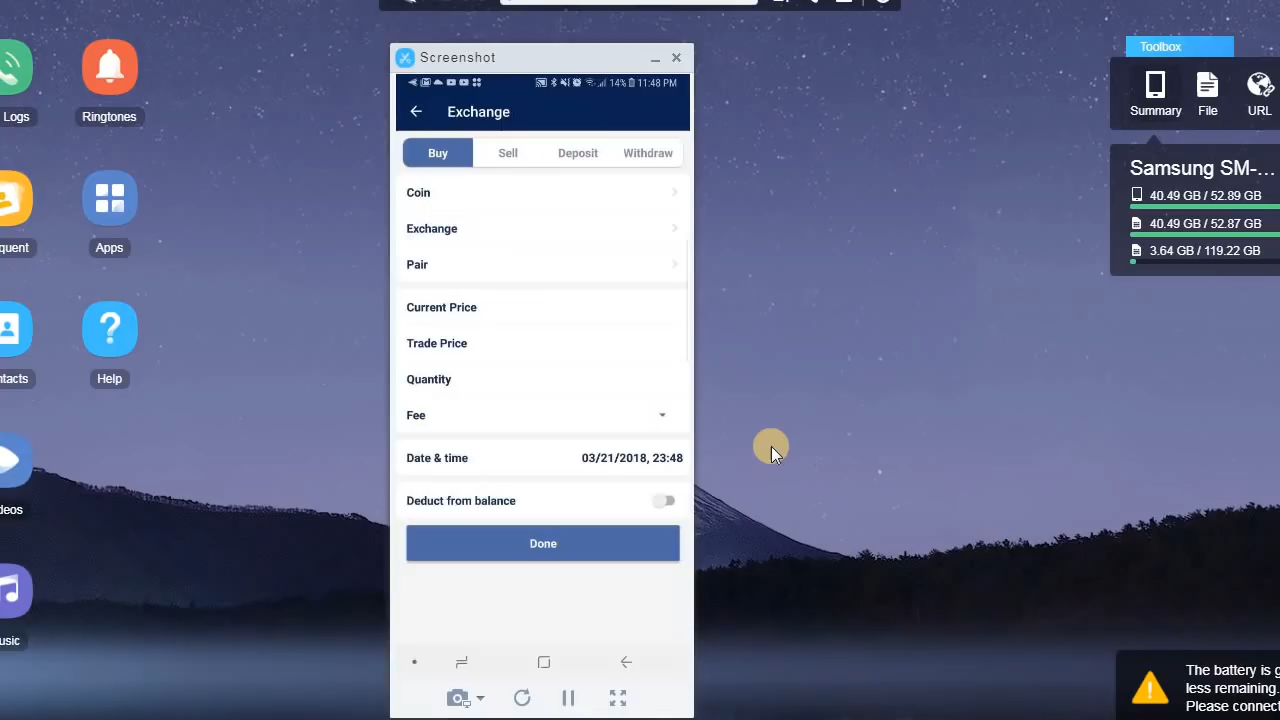 Screenshot
14% 11:48 PM
Exchange
Buy Sell Deposit Withdraw
Coin
Exchange
Pair
Current Price
Trade Price
Quantity
Fee
Date & time 03/21/2018, 23:48
Deduct from balance
Done
Logs
Ringtones
quent
Apps
ntacts
Help
deos
usic
Toolbox
Summary File URL
Samsung SM-...
40.49 GB / 52.89 GB
40.49 GB / 52.87 GB
3.64 GB / 119.22 GB
The battery is g
less remaining.
Please connec